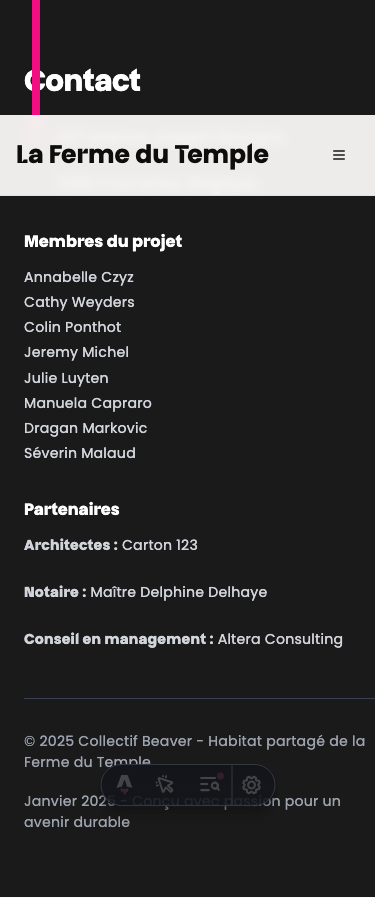 Contact
La Ferme du Temple
Membres du projet
Annabelle Czyz
Cathy Weyders
Colin Ponthot
Jeremy Michel
Julie Luyten
Manuela Capraro
Dragan Markovic
Séverin Malaud
Partenaires
Architectes : Carton 123
Notaire : Maître Delphine Delhaye
Conseil en management : Altera Consulting
© 2025 Collectif Beaver - Habitat partagé de la
Ferme du Temple
Janvier 2025 - Conçu avec passion pour un
avenir durable